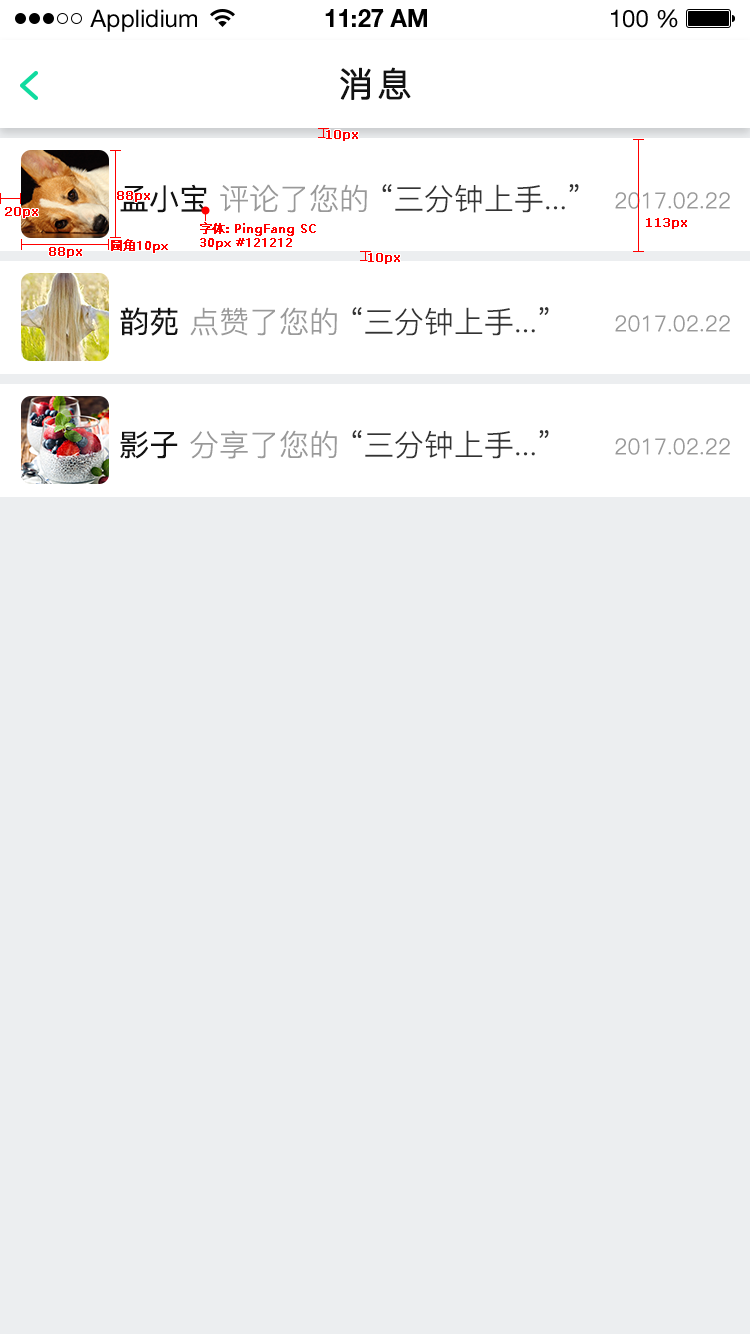 Applidium 11:27 AM 100 %
消息
10px
孟小宝 评论了您的 “三分钟上手...” 2017.02.22
88px
20px
113px
字体: PingFang SC
30px #121212
88px
圆角10px
10px
韵苑 点赞了您的 “三分钟上手...” 2017.02.22
影子 分享了您的 “三分钟上手...” 2017.02.22